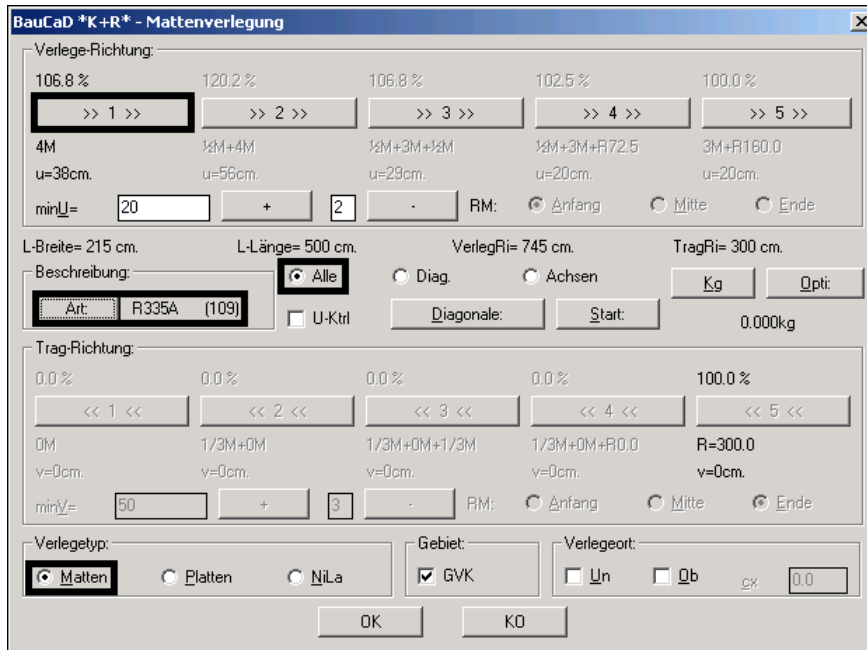 BauCaD *K+R* - Mattenverlegung
Verlege-Richtung:
106.8 % 120.2 % 106.8 % 102.5 % 100.0 %
>> 1 >> >> 2 >> >> 3 >> >> 4 >> >> 5 >>
4M ½M+4M ½M+3M+½M ½M+3M+R72.5 3M+R160.0
u=38cm. u=56cm. u=29cm. u=20cm. u=20cm.
minU= 20 + 2 - RM: Anfang Mitte Ende
L-Breite= 215 cm. L-Länge= 500 cm. VerlegRi= 745 cm. TragRi= 300 cm.
Beschreibung: Alle Diag. Achsen Kg Opti:
Art: R335A (109) U-Ktrl Diagonale: Start: 0.000kg
Trag-Richtung:
0.0 % 0.0 % 0.0 % 0.0 % 100.0 %
<< 1 << << 2 << << 3 << << 4 << << 5 <<
0M 1/3M+0M 1/3M+0M+1/3M 1/3M+0M+R0.0 R=300.0
v=0cm. v=0cm. v=0cm. v=0cm. v=0cm.
minV= 50 + 3 - RM: Anfang Mitte Ende
Verlegetyp: Gebiet: Verlegeort:
Matten Platten NiLa GVK Un Ob cx 0.0
OK KO